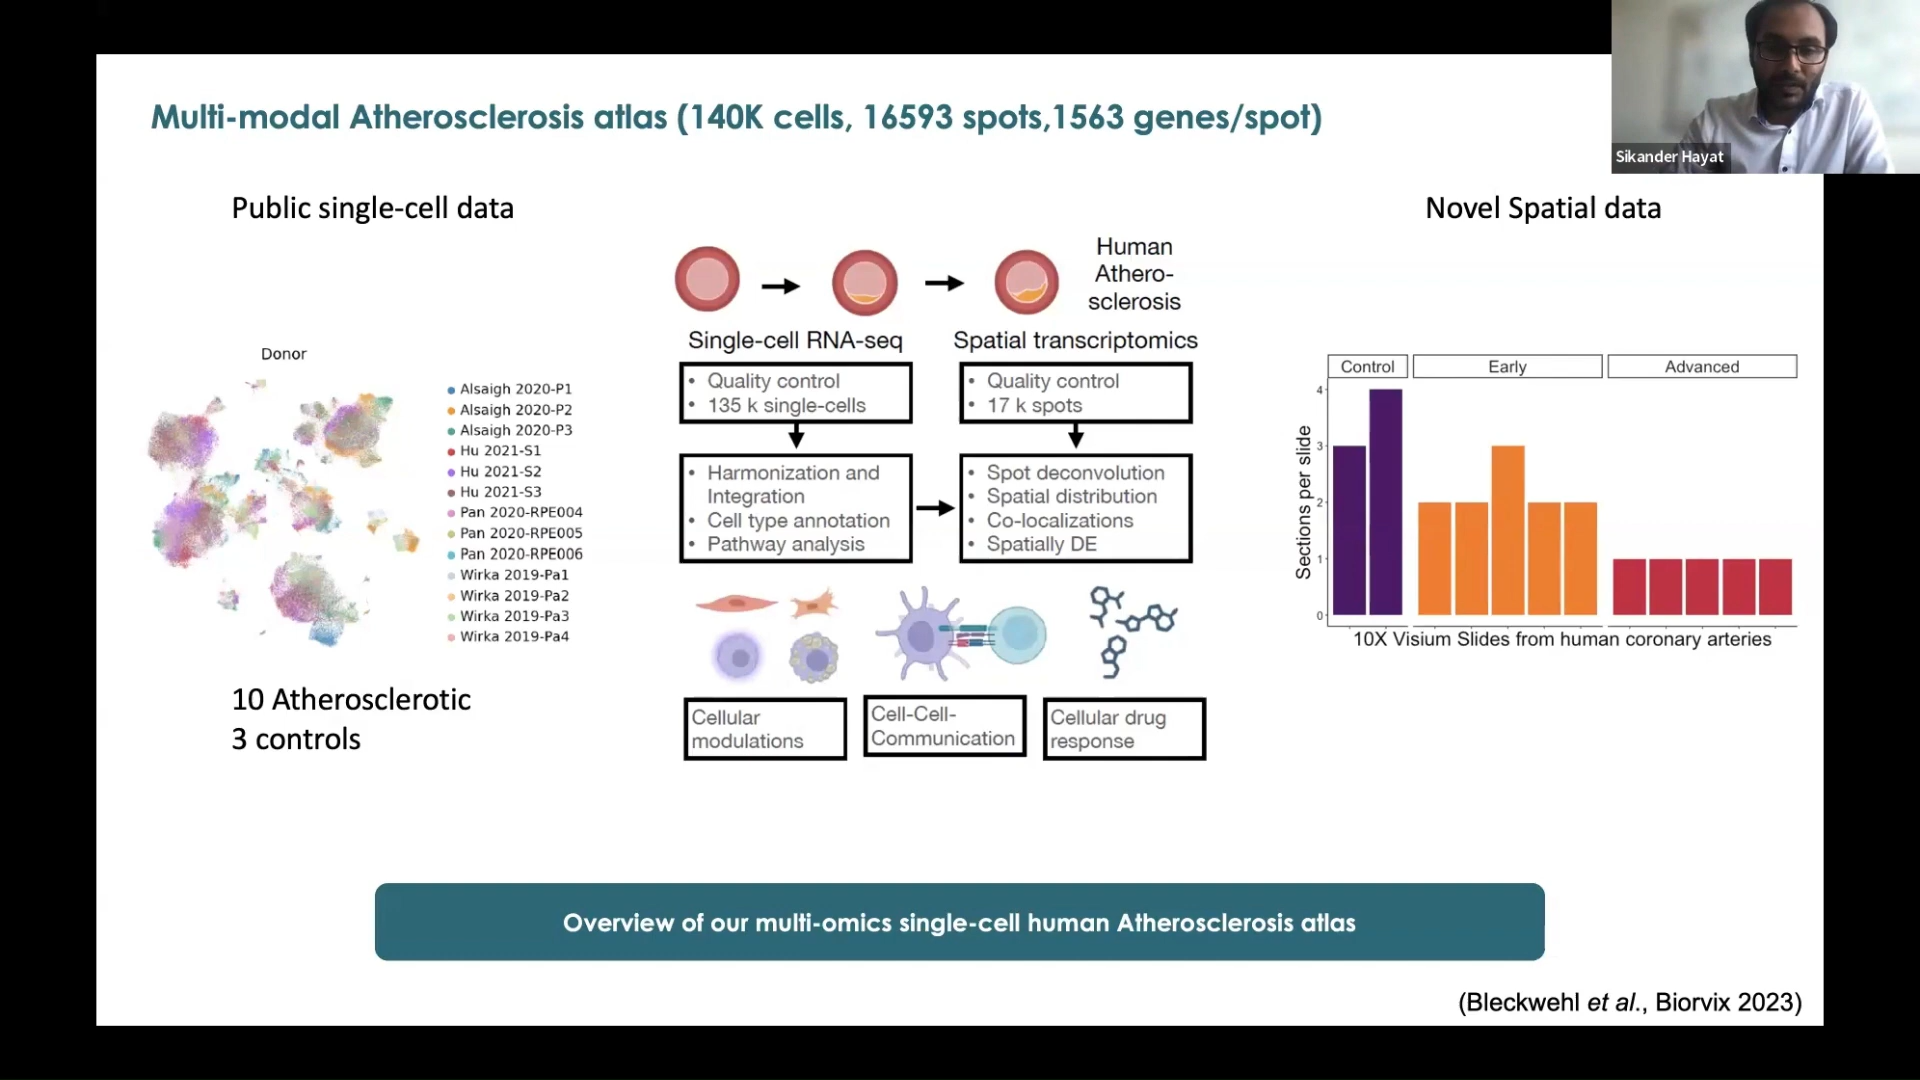 Multi-modal Atherosclerosis atlas (140K cells, 16593 spots,1563 genes/spot)
Sikander Hayat
Public single-cell data
Novel Spatial data
Human
Athero-
sclerosis
Single-cell RNA-seq
Spatial transcriptomics
• Quality control
• 135 k single-cells
• Quality control
• 17 k spots
• Harmonization and
Integration
• Cell type annotation
• Pathway analysis
• Spot deconvolution
• Spatial distribution
• Co-localizations
• Spatially DE
Cellular
modulations
Cell-Cell-
Communication
Cellular drug
response
Donor
Alsaigh 2020-P1
Alsaigh 2020-P2
Alsaigh 2020-P3
Hu 2021-S1
Hu 2021-S2
Hu 2021-S3
Pan 2020-RPE004
Pan 2020-RPE005
Pan 2020-RPE006
Wirka 2019-Pa1
Wirka 2019-Pa2
Wirka 2019-Pa3
Wirka 2019-Pa4
10 Atherosclerotic
3 controls
Control
Early
Advanced
Sections per slide
4
3
2
1
0
10X Visium Slides from human coronary arteries
Overview of our multi-omics single-cell human Atherosclerosis atlas
(Bleckwehl et al., Biorvix 2023)